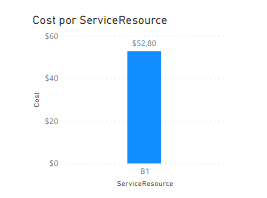 Cost por ServiceResource
$60
$52,80
$40
Cost
$20
$0
B1
ServiceResource